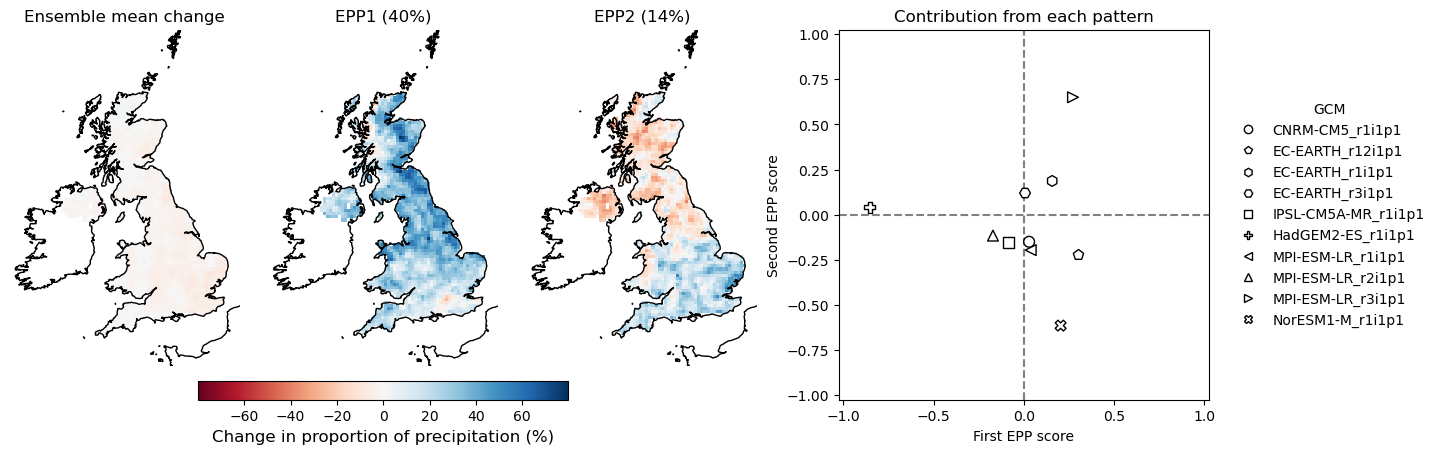 Ensemble mean change
EPP1 (40%)
EPP2 (14%)
−60 −40 −20 0 20 40 60
Change in proportion of precipitation (%)
Contribution from each pattern
1.00
0.75
0.50
0.25
0.00
−0.25
−0.50
−0.75
−1.00
Second EPP score
−1.0 −0.5 0.0 0.5 1.0
First EPP score
GCM
CNRM-CM5_r1i1p1
EC-EARTH_r12i1p1
EC-EARTH_r1i1p1
EC-EARTH_r3i1p1
IPSL-CM5A-MR_r1i1p1
HadGEM2-ES_r1i1p1
MPI-ESM-LR_r1i1p1
MPI-ESM-LR_r2i1p1
MPI-ESM-LR_r3i1p1
NorESM1-M_r1i1p1